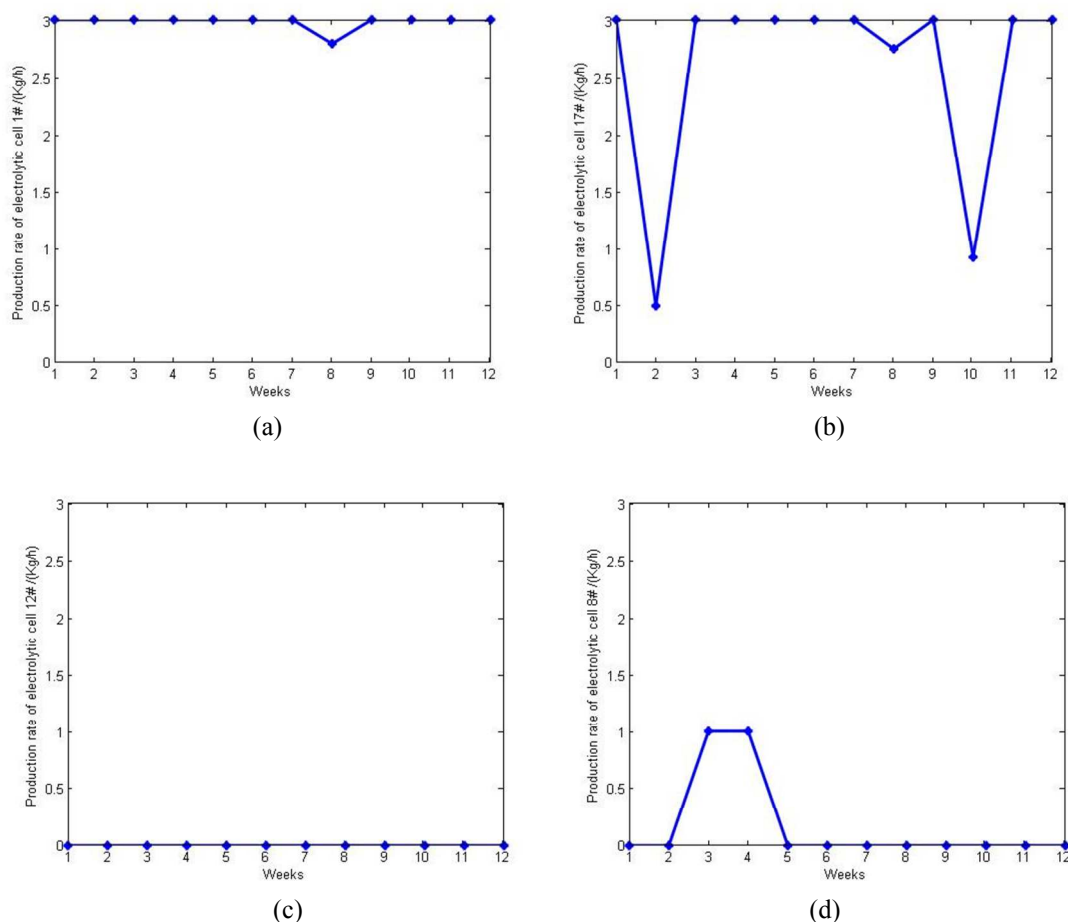 3
2.5
2
1.5
1
0.5
0
Production rate of electrolytic cell 1# /(Kg/h)
1 2 3 4 5 6 7 8 9 10 11 12
Weeks
(a)
3
2.5
2
1.5
1
0.5
0
Production rate of electrolytic cell 17# /(Kg/h)
1 2 3 4 5 6 7 8 9 10 11 12
Weeks
(b)
3
2.5
2
1.5
1
0.5
0
Production rate of electrolytic cell 12# /(Kg/h)
1 2 3 4 5 6 7 8 9 10 11 12
Weeks
(c)
3
2.5
2
1.5
1
0.5
0
Production rate of electrolytic cell 8# /(Kg/h)
1 2 3 4 5 6 7 8 9 10 11 12
Weeks
(d)